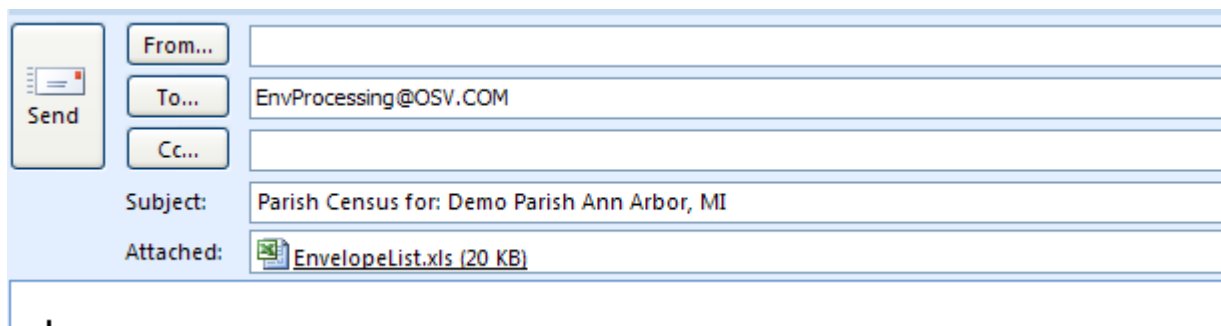 From...
Send
To...
EnvProcessing@OSV.COM
Cc...
Subject:
Parish Census for: Demo Parish Ann Arbor, MI
Attached:
EnvelopeList.xls (20 KB)